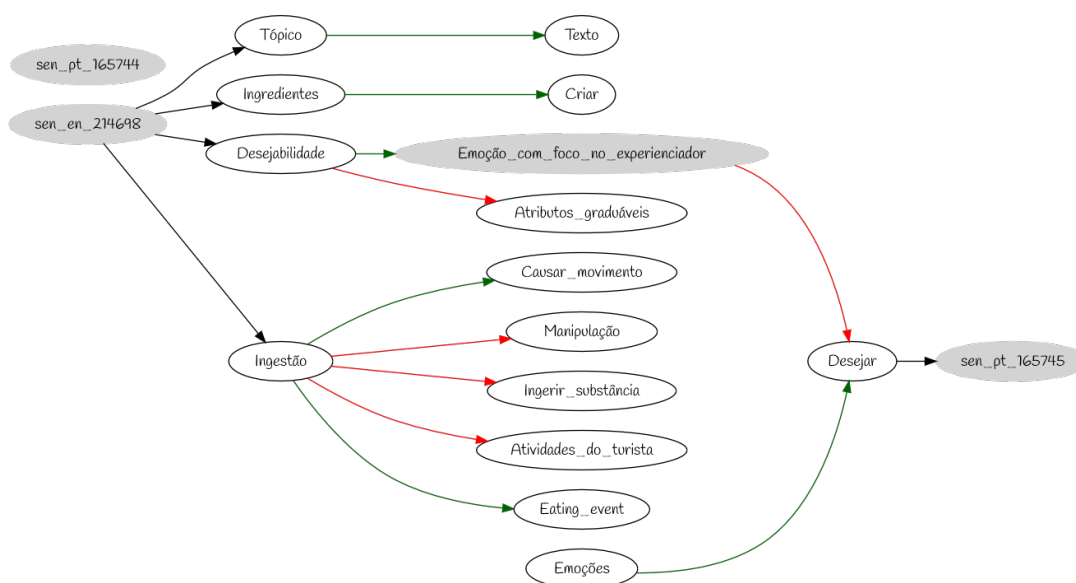 Tópico
Texto
sen_pt_165744
Ingredientes
Criar
sen_en_214698
Desejabilidade
Emoção_com_foco_no_experienciador
Atributos_graduáveis
Causar_movimento
Manipulação
Ingestão
Desejar
sen_pt_165745
Ingerir_substância
Atividades_do_turista
Eating_event
Emoções